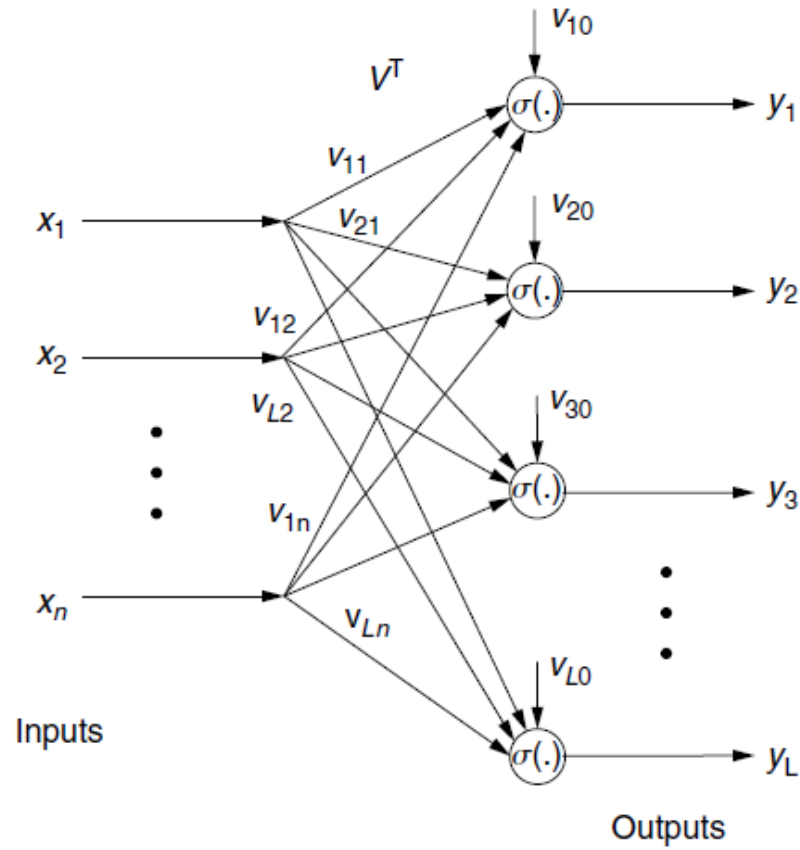 v10
V^T
σ(.)
y1
v11
x1
v21
v20
σ(.)
y2
v12
x2
vL2
v30
σ(.)
y3
v1n
xn
vLn
vL0
σ(.)
yL
Inputs
Outputs